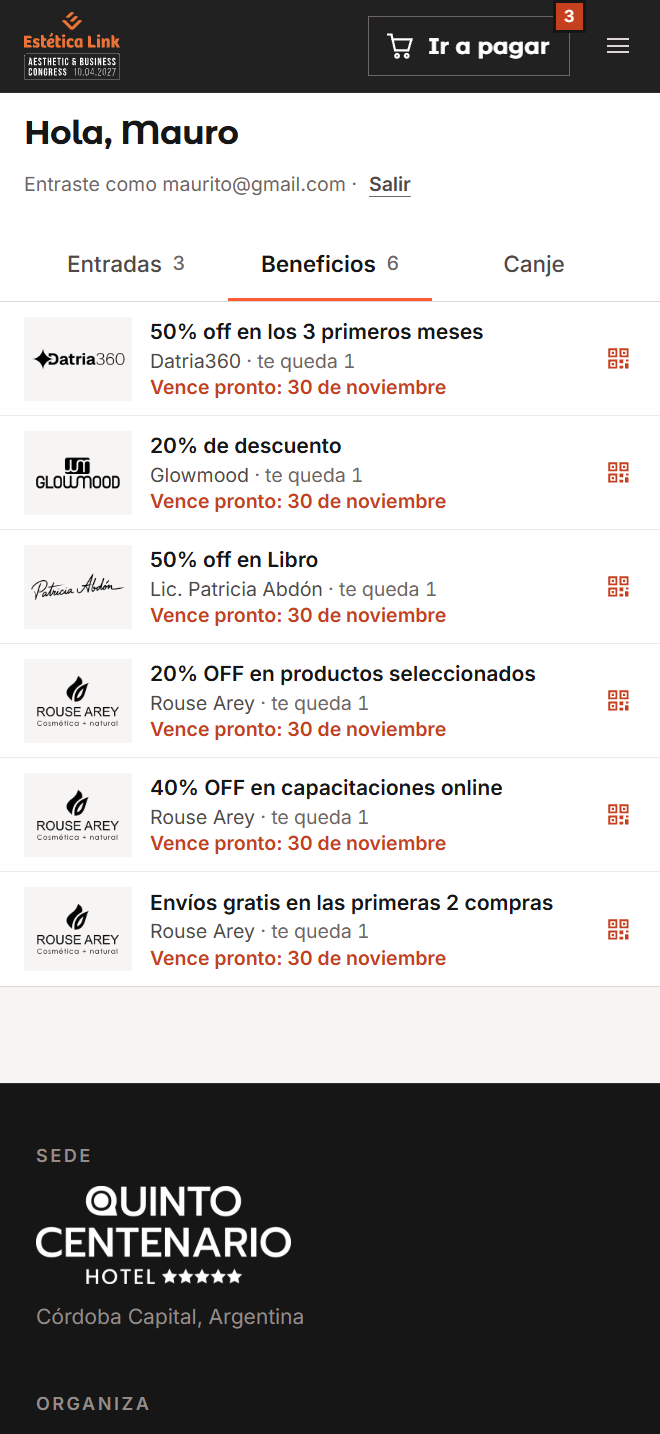 Estética Link
AESTHETIC & BUSINESS
CONGRESS 10.04.2027
Ir a pagar
3
Hola, Mauro
Entraste como maurito@gmail.com · Salir
Entradas 3
Beneficios 6
Canje
Datria360
50% off en los 3 primeros meses
Datria360 · te queda 1
Vence pronto: 30 de noviembre
GLOWMOOD
20% de descuento
Glowmood · te queda 1
Vence pronto: 30 de noviembre
Patricia Abdón
50% off en Libro
Lic. Patricia Abdón · te queda 1
Vence pronto: 30 de noviembre
ROUSE AREY
Cosmética + natural
20% OFF en productos seleccionados
Rouse Arey · te queda 1
Vence pronto: 30 de noviembre
ROUSE AREY
Cosmética + natural
40% OFF en capacitaciones online
Rouse Arey · te queda 1
Vence pronto: 30 de noviembre
ROUSE AREY
Cosmética + natural
Envíos gratis en las primeras 2 compras
Rouse Arey · te queda 1
Vence pronto: 30 de noviembre
SEDE
QUINTO
CENTENARIO
HOTEL ★★★★★
Córdoba Capital, Argentina
ORGANIZA